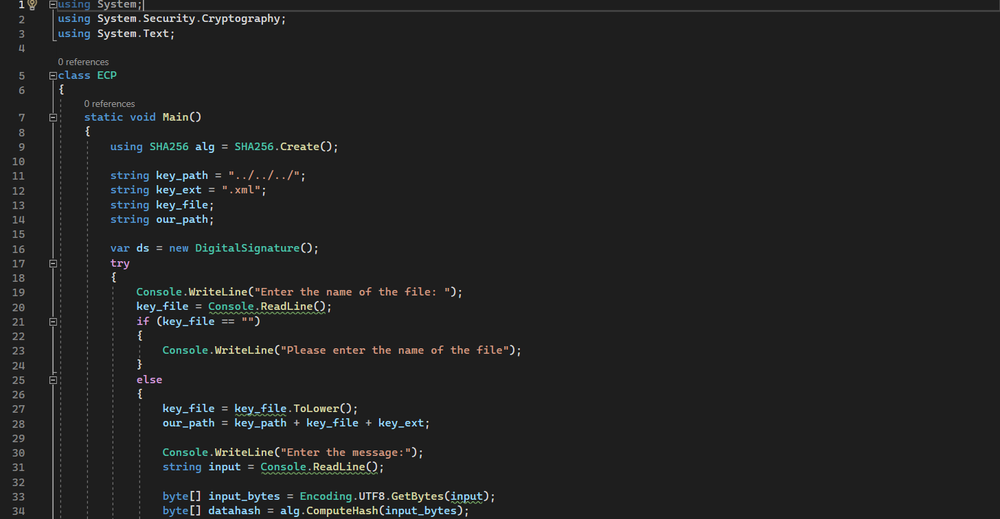 1 using System;
2 using System.Security.Cryptography;
3 using System.Text;
4
0 references
5 class ECP
6 {
0 references
7 static void Main()
8 {
9 using SHA256 alg = SHA256.Create();
10
11 string key_path = "../../../";
12 string key_ext = ".xml";
13 string key_file;
14 string our_path;
15
16 var ds = new DigitalSignature();
17 try
18 {
19 Console.WriteLine("Enter the name of the file: ");
20 key_file = Console.ReadLine();
21 if (key_file == "")
22 {
23 Console.WriteLine("Please enter the name of the file");
24 }
25 else
26 {
27 key_file = key_file.ToLower();
28 our_path = key_path + key_file + key_ext;
29
30 Console.WriteLine("Enter the message:");
31 string input = Console.ReadLine();
32
33 byte[] input_bytes = Encoding.UTF8.GetBytes(input);
34 byte[] datahash = alg.ComputeHash(input_bytes);